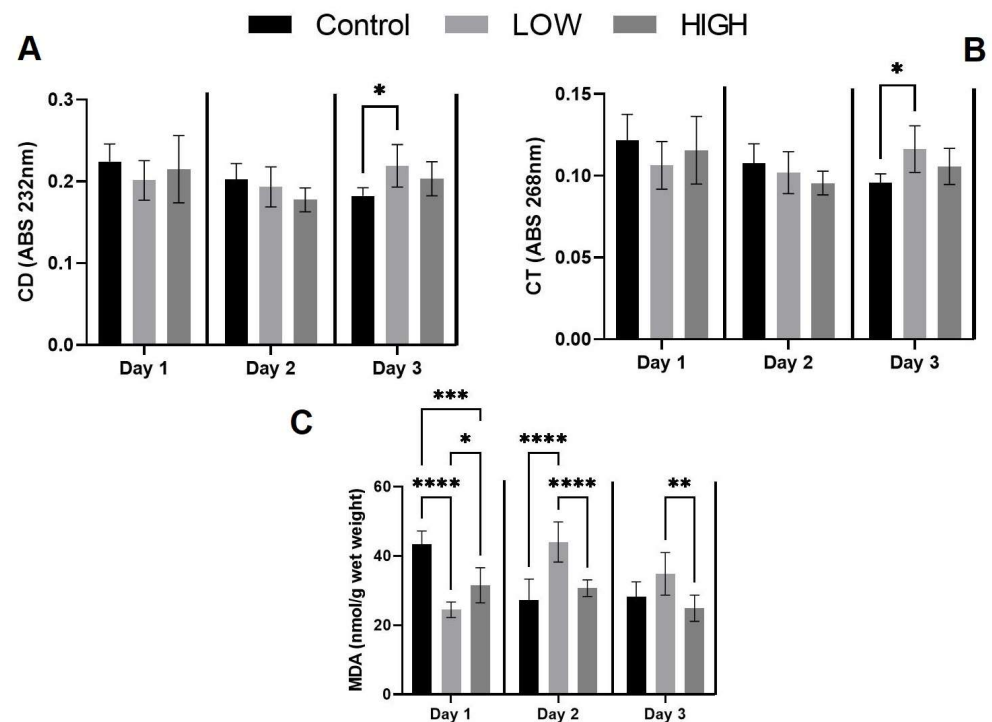 Control LOW HIGH
A
B
*
*
0.3
0.2
0.1
0.0
CD (ABS 232nm)
Day 1 Day 2 Day 3
0.15
0.10
0.05
0.00
CT (ABS 268nm)
Day 1 Day 2 Day 3
C
***
* ****
**** **** **
60
40
20
0
MDA (nmol/g wet weight)
Day 1 Day 2 Day 3